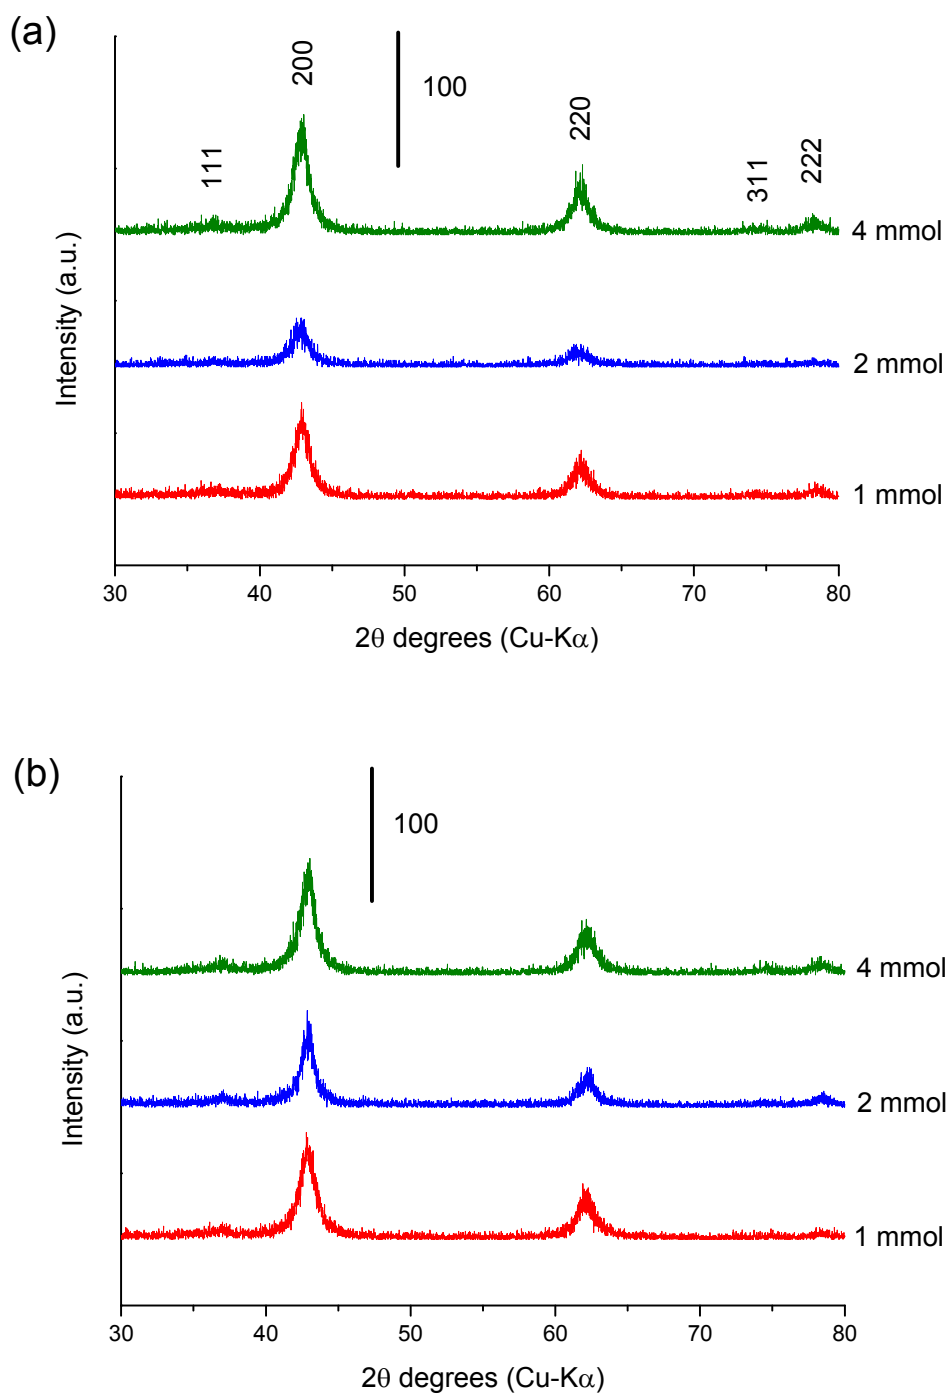 (a)
111
200
100
220
311
222
4 mmol
2 mmol
1 mmol
Intensity (a.u.)
30 40 50 60 70 80
2θ degrees (Cu-Kα)
(b)
100
4 mmol
2 mmol
1 mmol
Intensity (a.u.)
30 40 50 60 70 80
2θ degrees (Cu-Kα)